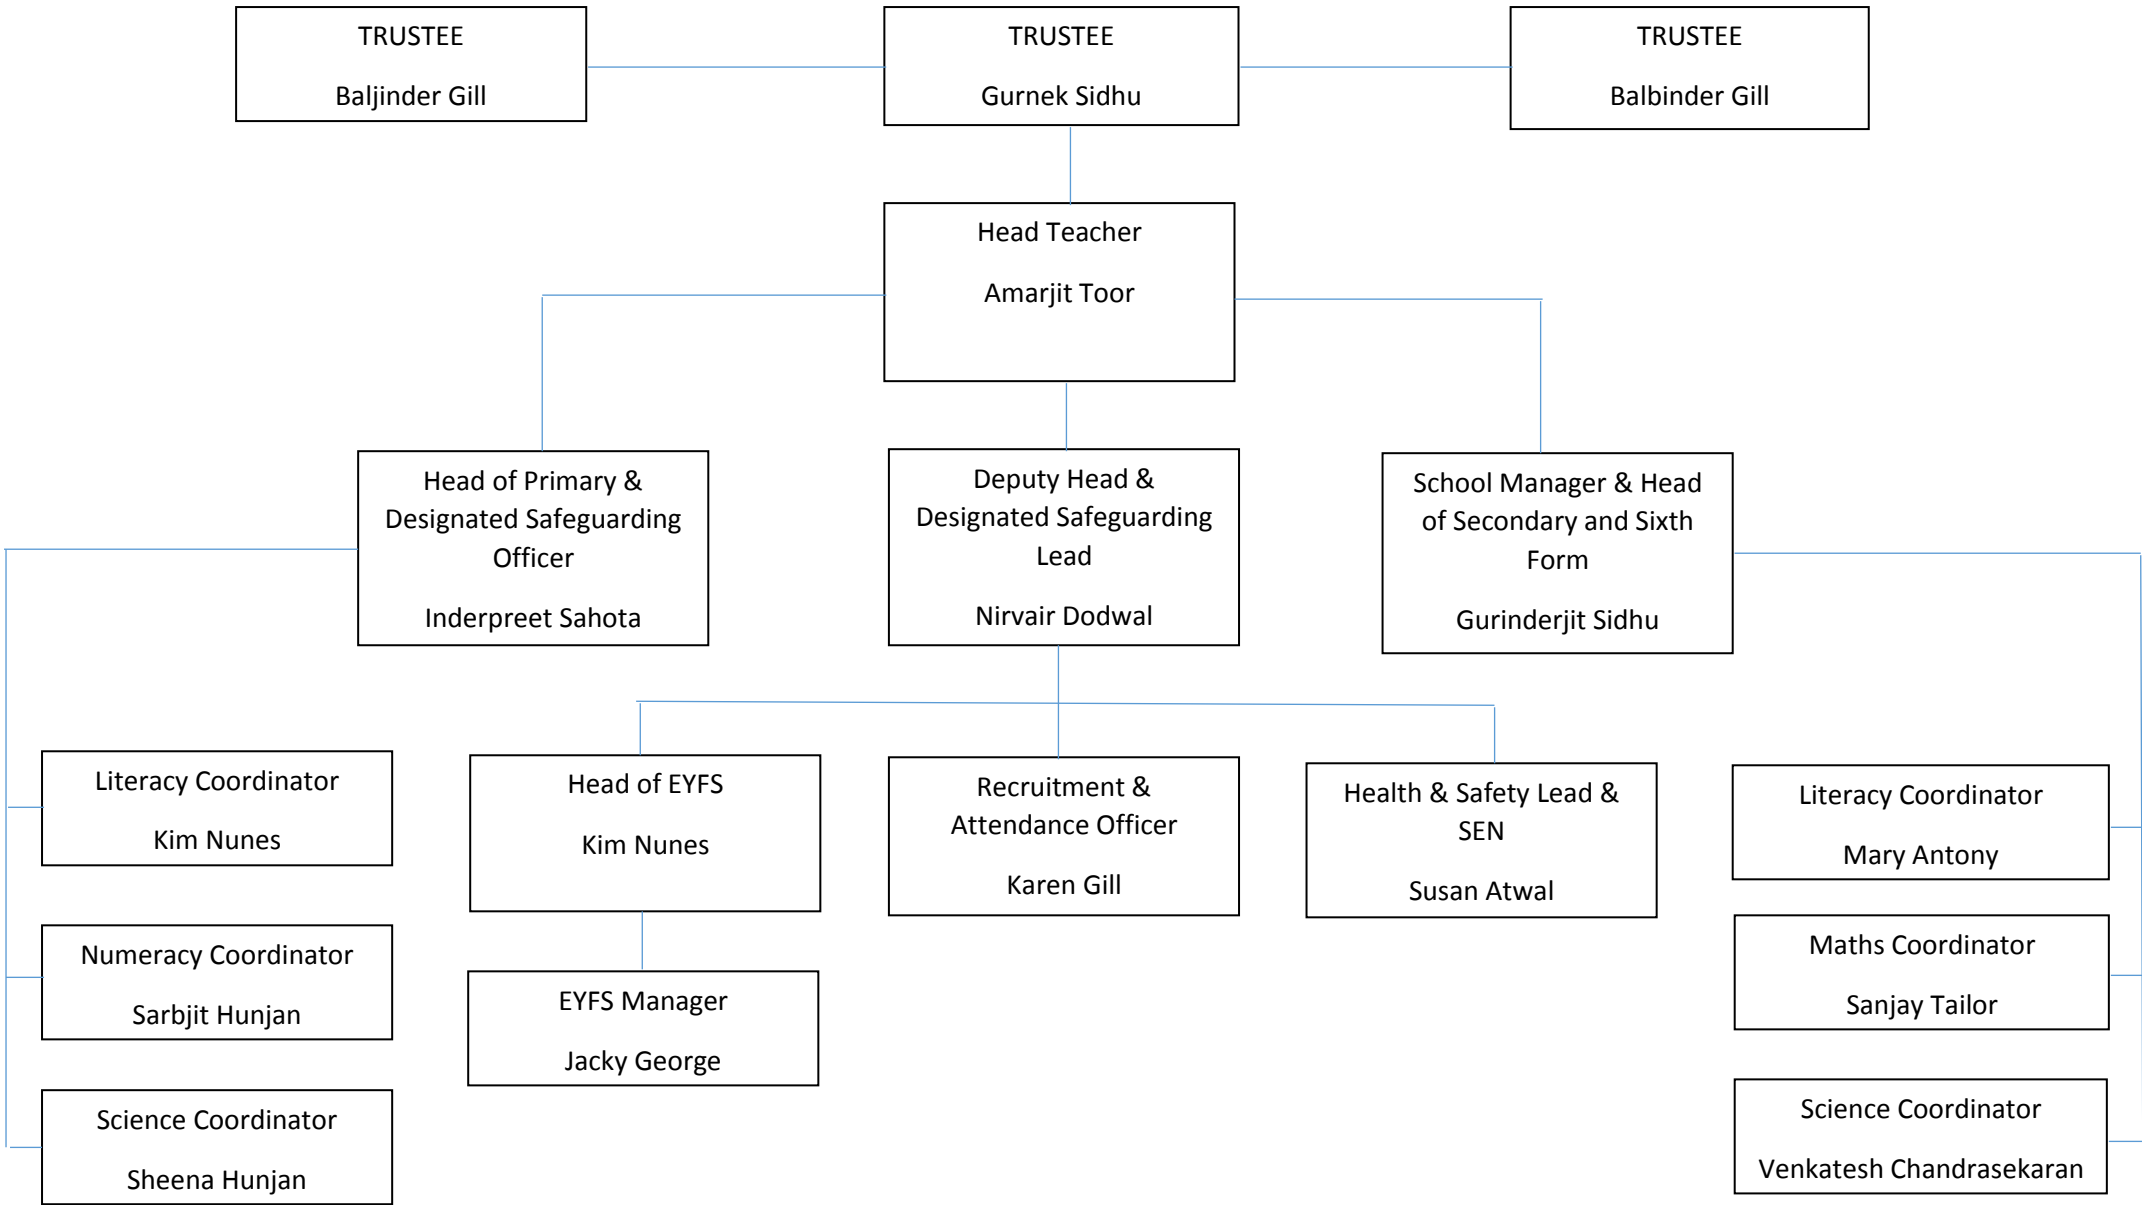 TRUSTEE
Baljinder Gill
TRUSTEE
Gurnek Sidhu
TRUSTEE
Balbinder Gill
Head Teacher
Amarjit Toor
Head of Primary &
Designated Safeguarding
Officer
Inderpreet Sahota
Deputy Head &
Designated Safeguarding
Lead
Nirvair Dodwal
School Manager & Head
of Secondary and Sixth
Form
Gurinderjit Sidhu
Literacy Coordinator
Kim Nunes
Head of EYFS
Kim Nunes
Recruitment &
Attendance Officer
Karen Gill
Health & Safety Lead &
SEN
Susan Atwal
Literacy Coordinator
Mary Antony
Numeracy Coordinator
Sarbjit Hunjan
EYFS Manager
Jacky George
Maths Coordinator
Sanjay Tailor
Science Coordinator
Sheena Hunjan
Science Coordinator
Venkatesh Chandrasekaran